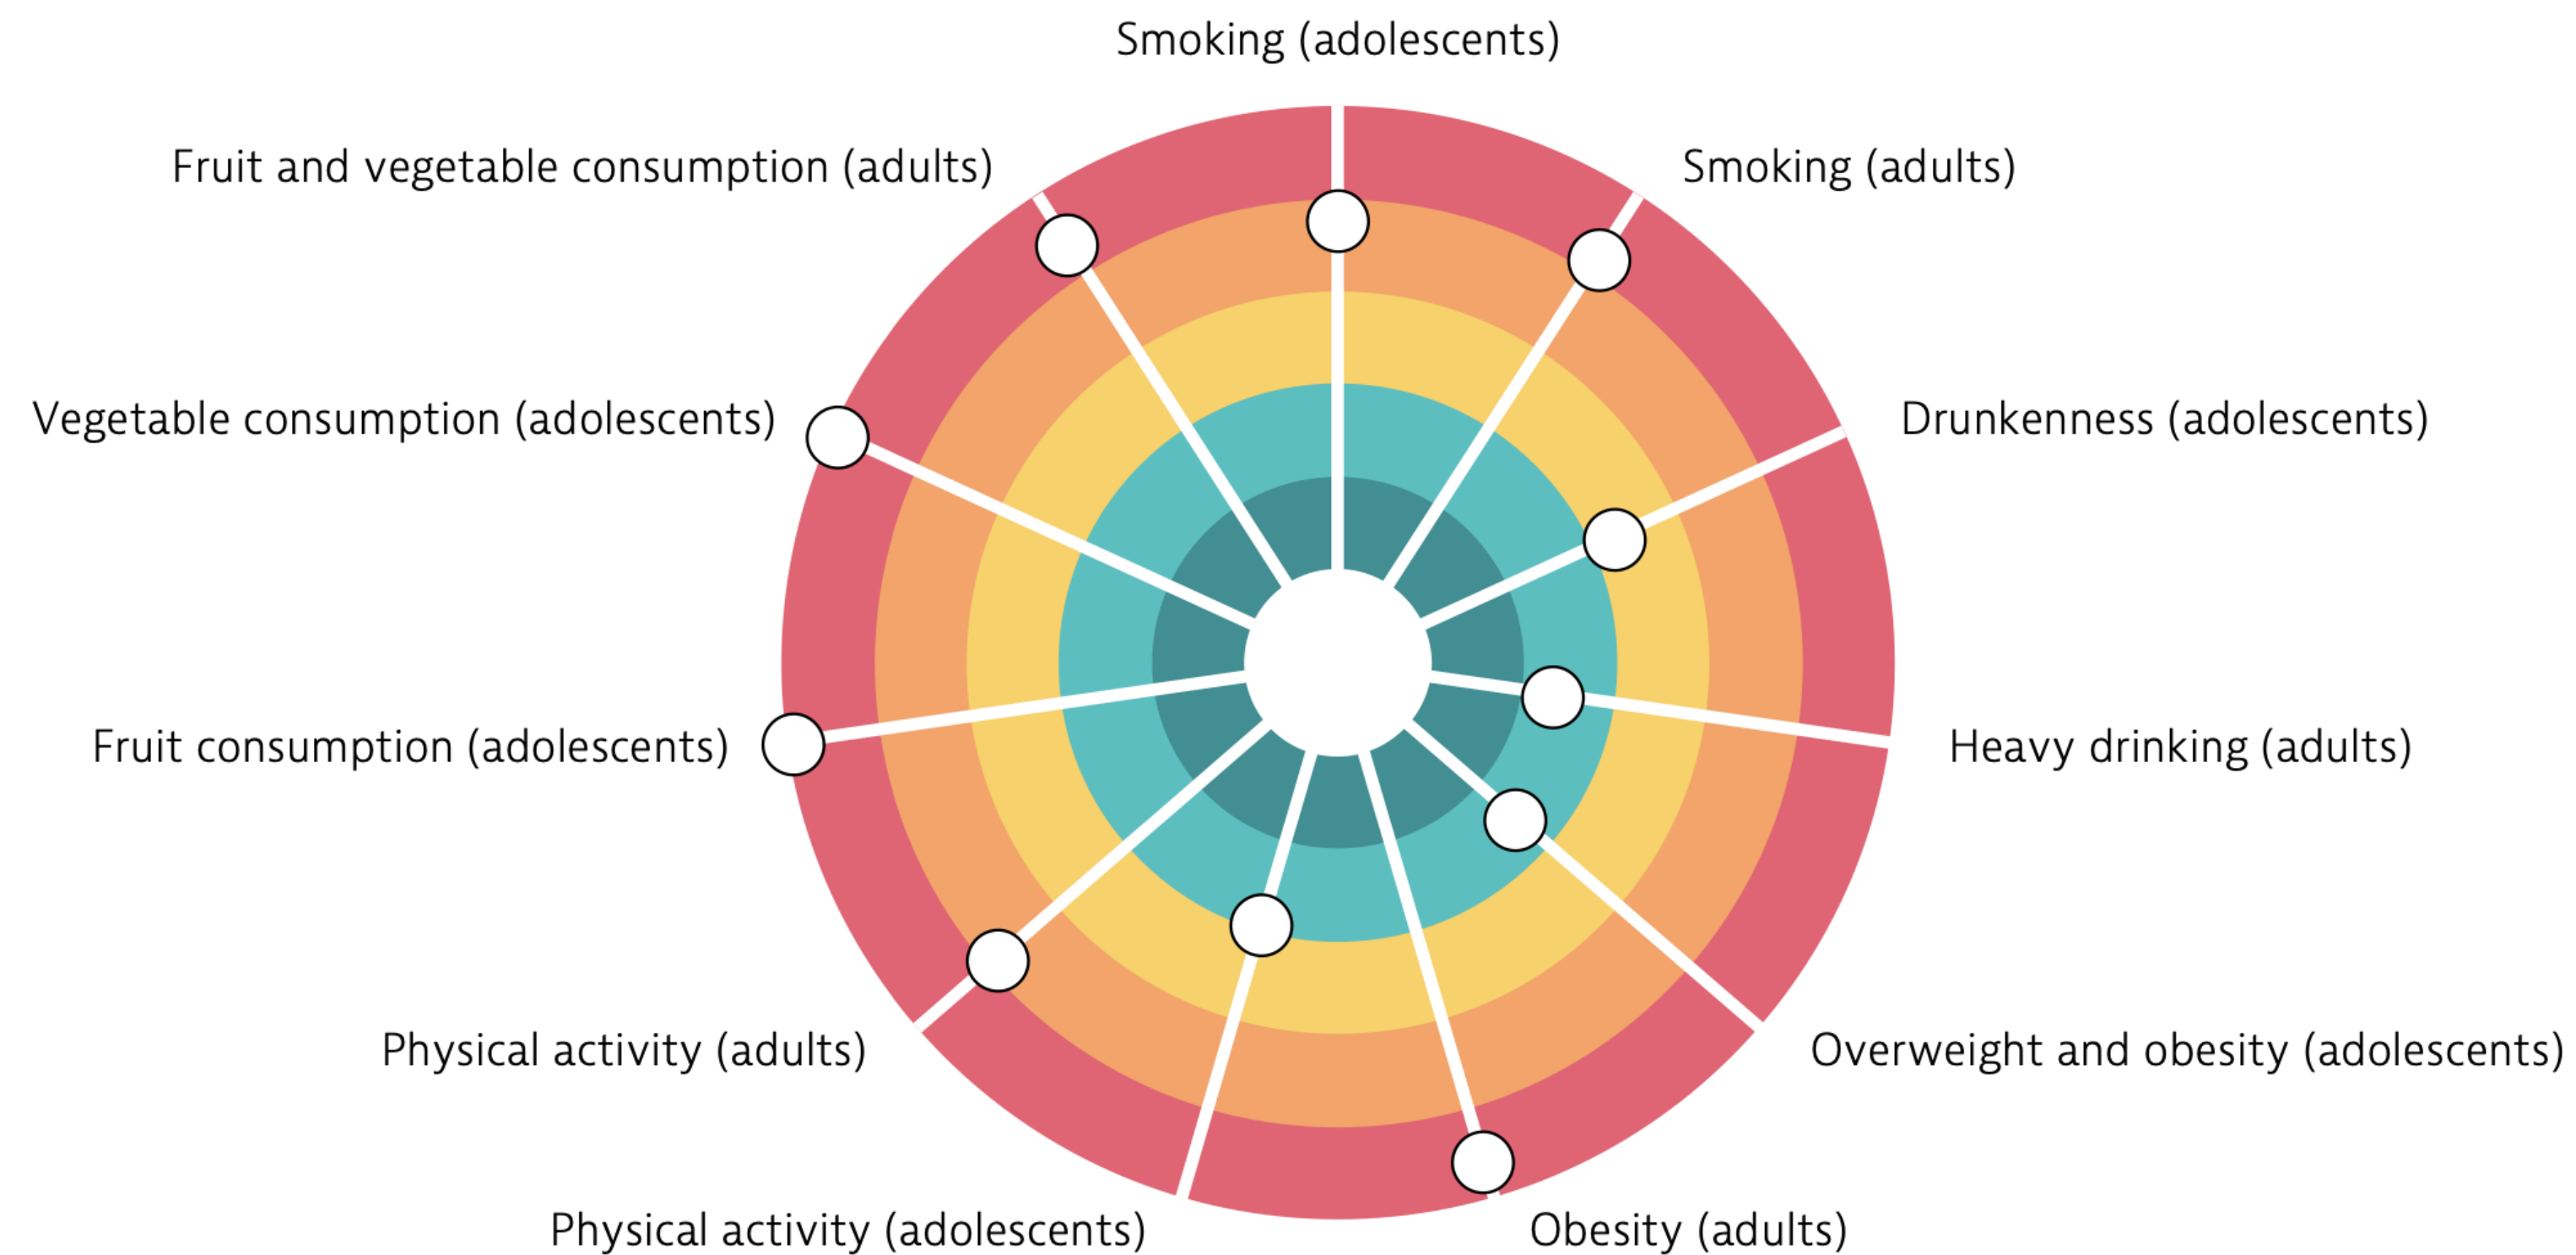 Smoking (adolescents)
Fruit and vegetable consumption (adults)
Smoking (adults)
Vegetable consumption (adolescents)
Drunkenness (adolescents)
Fruit consumption (adolescents)
Heavy drinking (adults)
Physical activity (adults)
Overweight and obesity (adolescents)
Physical activity (adolescents)
Obesity (adults)